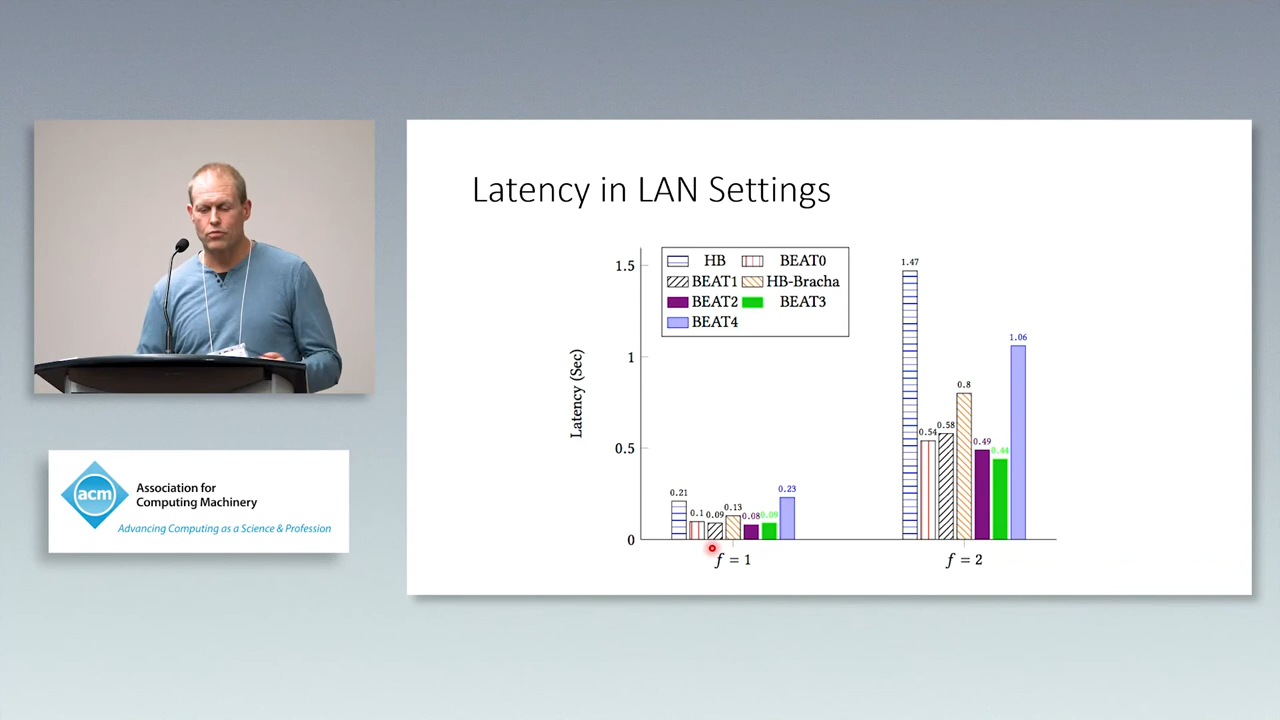 Latency in LAN Settings
HB BEAT0
BEAT1 HB-Bracha
BEAT2 BEAT3
BEAT4
Latency (Sec)
1.5
1
0.5
0
0.21
0.1
0.09
0.13
0.08
0.09
0.23
1.47
0.54
0.58
0.8
0.49
0.44
1.06
f = 1
f = 2
acm
Association for
Computing Machinery
Advancing Computing as a Science & Profession